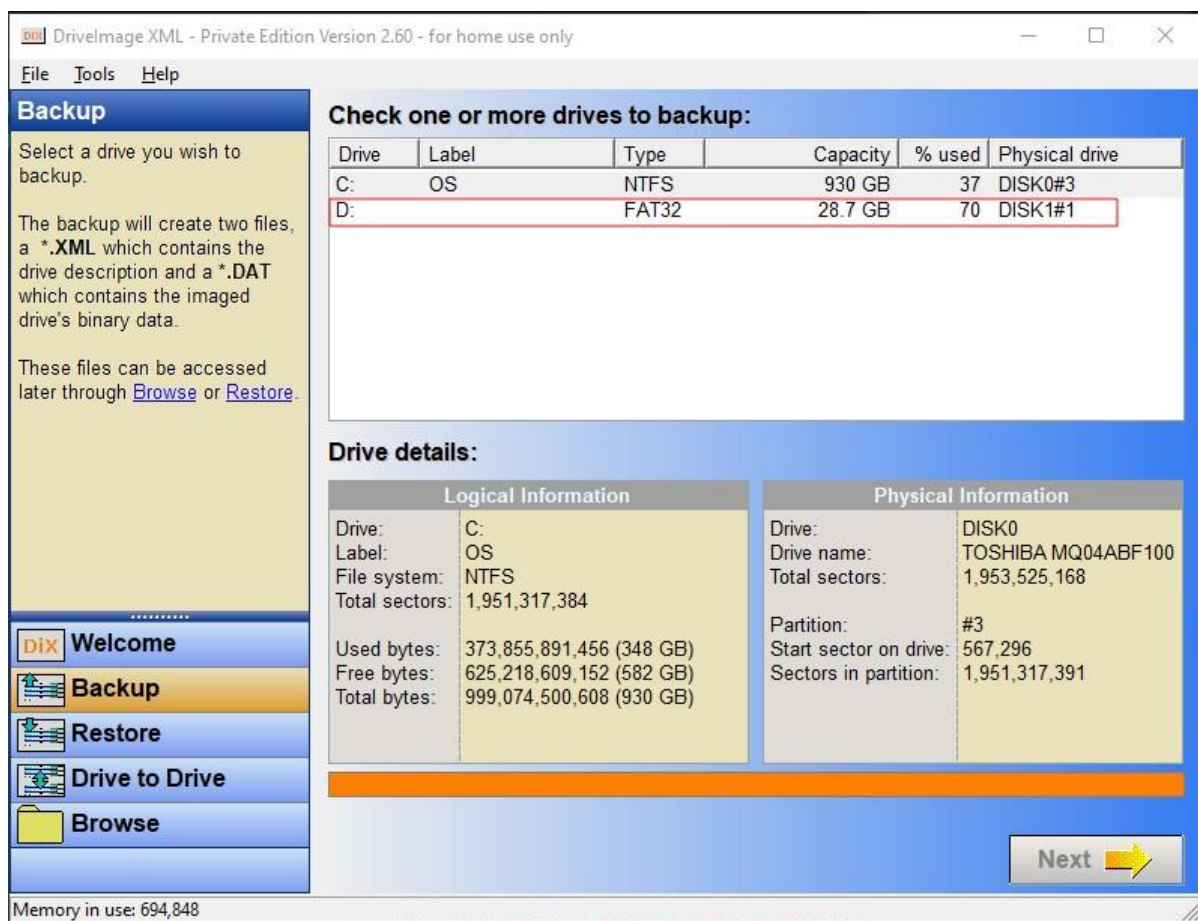 DiX DriveImage XML - Private Edition Version 2.60 - for home use only
File Tools Help
Backup
Select a drive you wish to
backup.
The backup will create two files,
a *.XML which contains the
drive description and a *.DAT
which contains the imaged
drive's binary data.
These files can be accessed
later through Browse or Restore.
DiX Welcome
Backup
Restore
Drive to Drive
Browse
Check one or more drives to backup:
Drive Label Type Capacity % used Physical drive
C: OS NTFS 930 GB 37 DISK0#3
D: FAT32 28.7 GB 70 DISK1#1
Drive details:
Logical Information
Drive: C:
Label: OS
File system: NTFS
Total sectors: 1,951,317,384
Used bytes: 373,855,891,456 (348 GB)
Free bytes: 625,218,609,152 (582 GB)
Total bytes: 999,074,500,608 (930 GB)
Physical Information
Drive: DISK0
Drive name: TOSHIBA MQ04ABF100
Total sectors: 1,953,525,168
Partition: #3
Start sector on drive: 567,296
Sectors in partition: 1,951,317,391
Next
Memory in use: 694,848